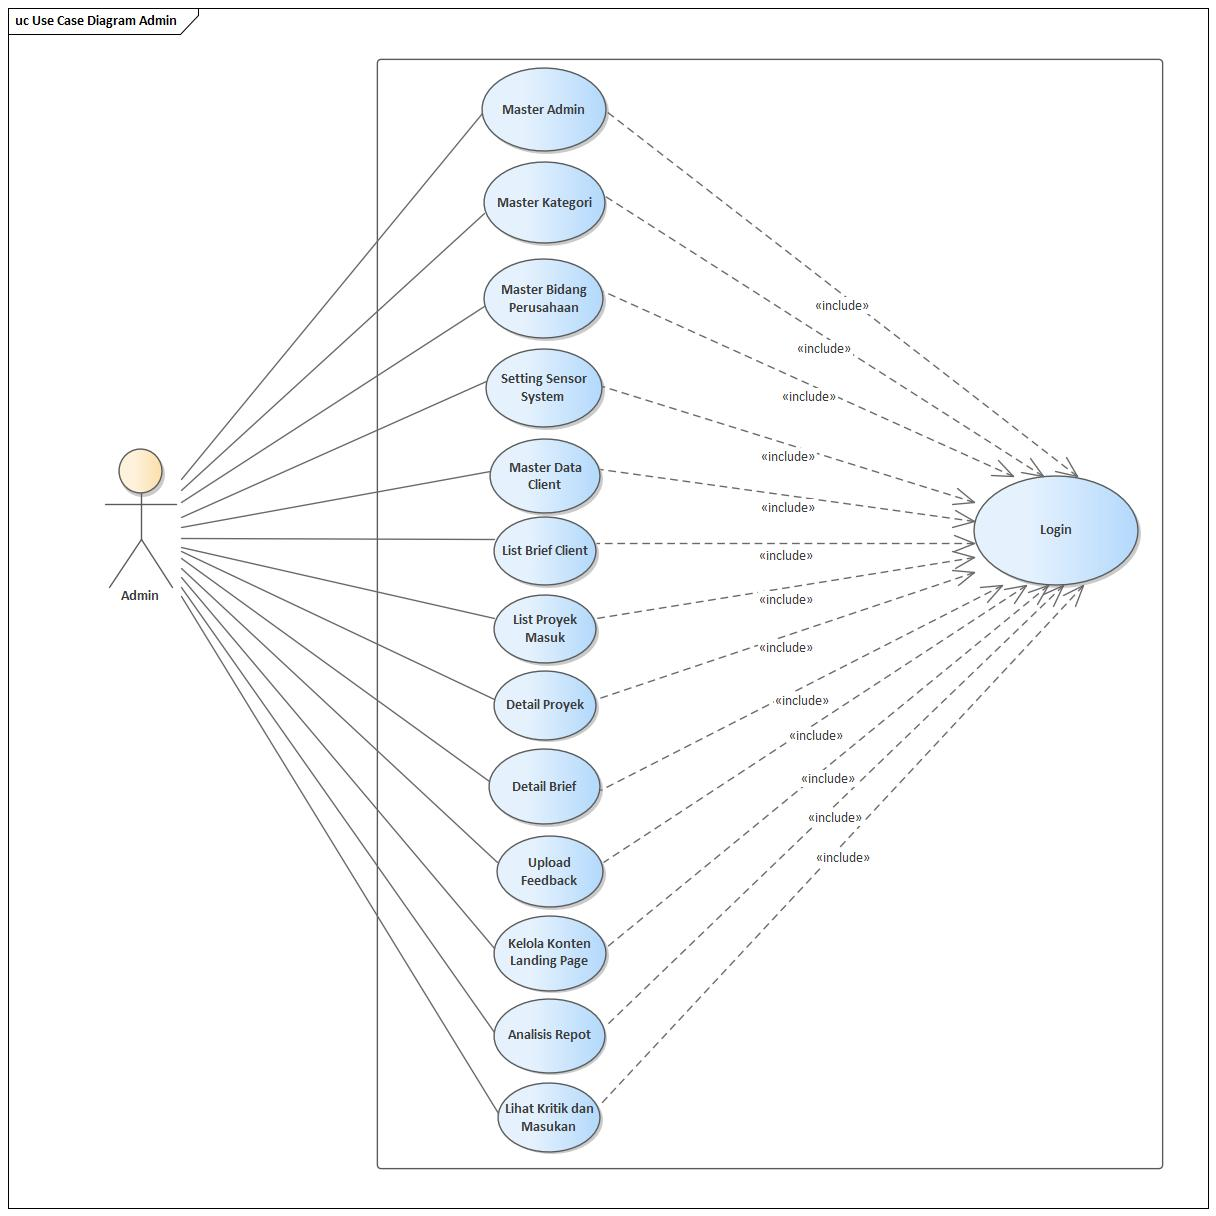 uc Use Case Diagram Admin
Master Admin
Master Kategori
Master Bidang
Perusahaan
Setting Sensor
System
Master Data
Client
List Brief Client
List Proyek
Masuk
Detail Proyek
Detail Brief
Upload
Feedback
Kelola Konten
Landing Page
Analisis Repot
Lihat Kritik dan
Masukan
Admin
«include»
«include»
«include»
«include»
«include»
«include»
«include»
«include»
«include»
«include»
«include»
«include»
«include»
Login